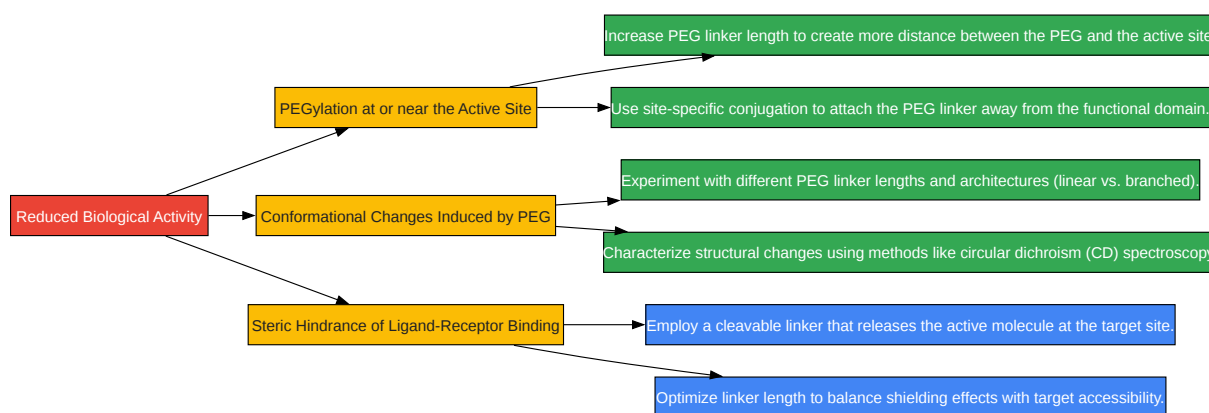 Increase PEG linker length to create more distance between the PEG and the active site
PEGylation at or near the Active Site
Use site-specific conjugation to attach the PEG linker away from the functional domain.
Experiment with different PEG linker lengths and architectures (linear vs. branched).
Reduced Biological Activity
Conformational Changes Induced by PEG
Characterize structural changes using methods like circular dichroism (CD) spectroscopy
Steric Hindrance of Ligand-Receptor Binding
Employ a cleavable linker that releases the active molecule at the target site.
Optimize linker length to balance shielding effects with target accessibility.